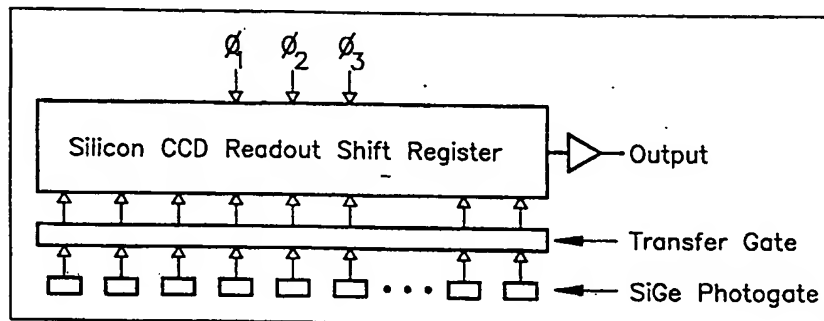 Ø1 Ø2 Ø3
Silicon CCD Readout Shift Register
Output
Transfer Gate
SiGe Photogate